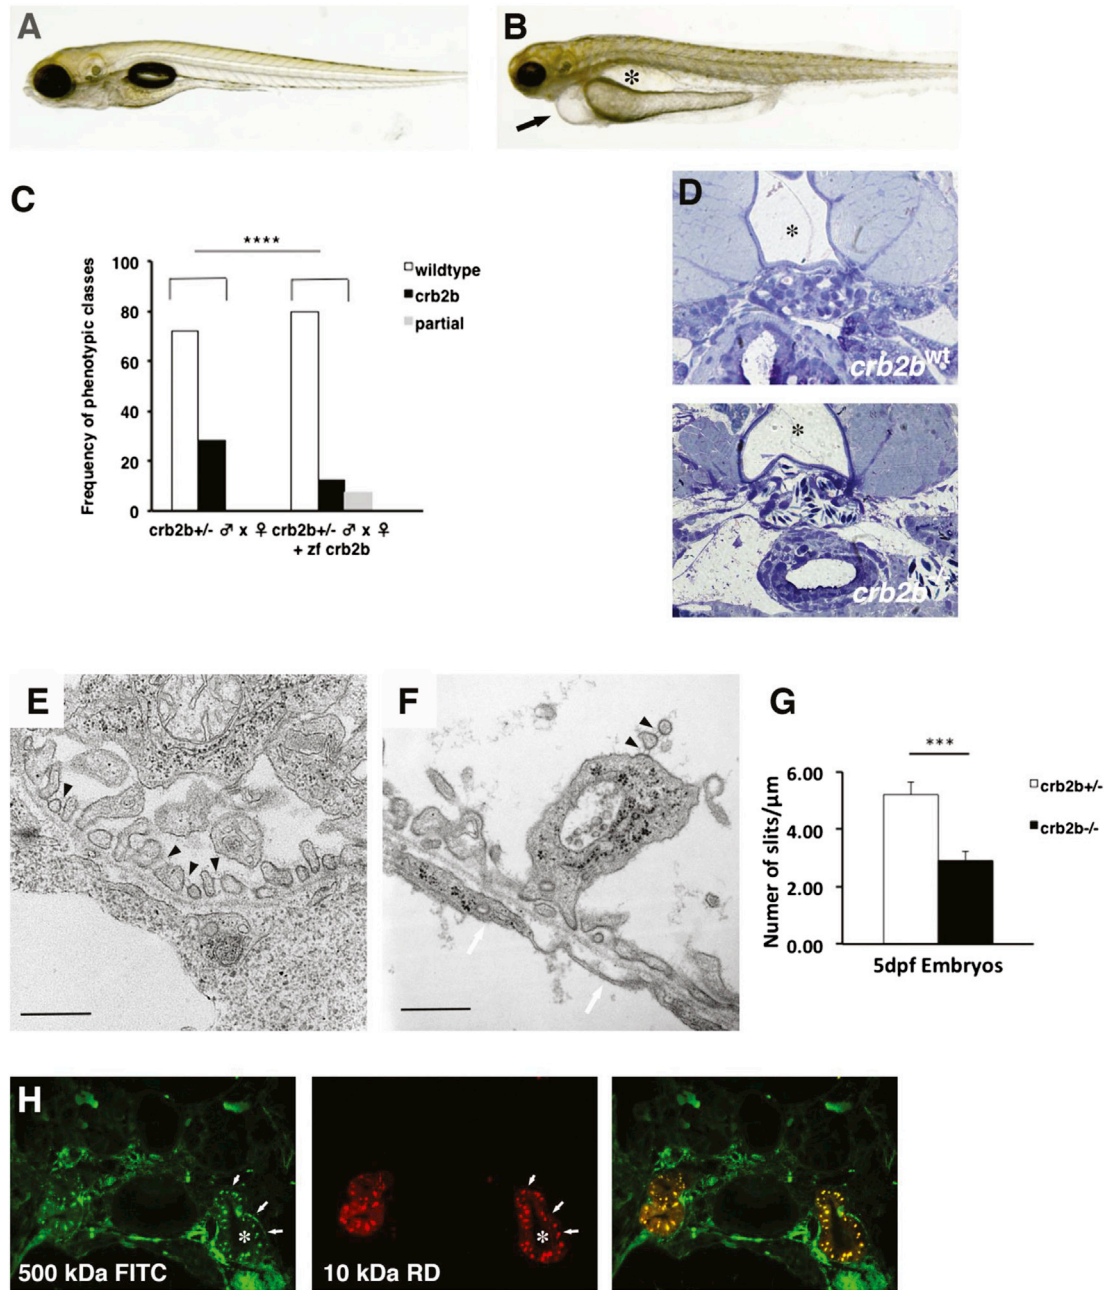 A
B
*
C
****
100
80
60
40
20
0
Frequency of phenotypic classes
wildtype
crb2b
partial
crb2b+/- ♂ x ♀
crb2b+/- ♂ x ♀
+ zf crb2b
D
*
crb2b wt
*
crb2b -/-
E
F
G
***
6.00
4.00
2.00
0.00
Numer of slits/µm
crb2b+/-
crb2b-/-
5dpf Embryos
H
*
500 kDa FITC
*
10 kDa RD